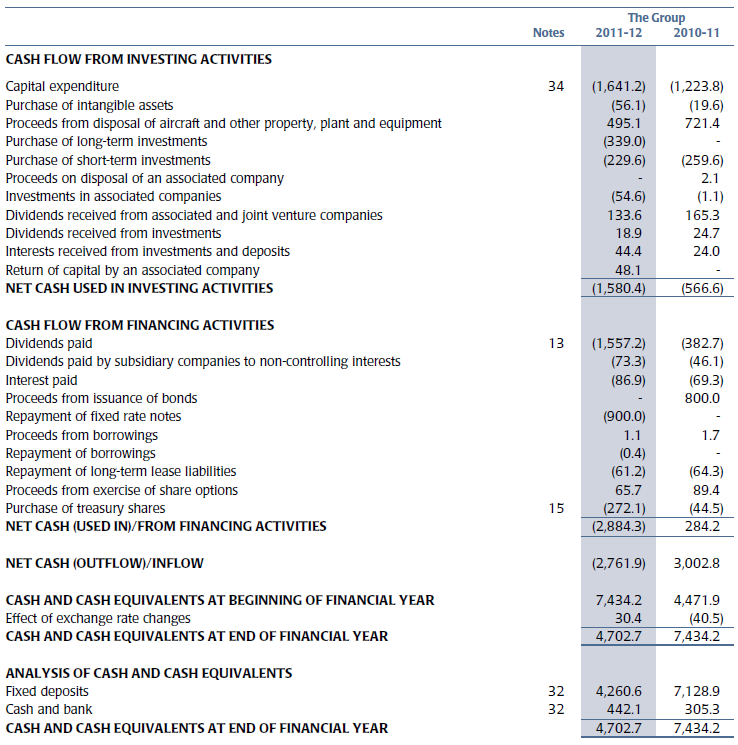 The Group
Notes 2011-12 2010-11
CASH FLOW FROM INVESTING ACTIVITIES
Capital expenditure 34 (1,641.2) (1,223.8)
Purchase of intangible assets (56.1) (19.6)
Proceeds from disposal of aircraft and other property, plant and equipment 495.1 721.4
Purchase of long-term investments (339.0) -
Purchase of short-term investments (229.6) (259.6)
Proceeds on disposal of an associated company - 2.1
Investments in associated companies (54.6) (1.1)
Dividends received from associated and joint venture companies 133.6 165.3
Dividends received from investments 18.9 24.7
Interests received from investments and deposits 44.4 24.0
Return of capital by an associated company 48.1 -
NET CASH USED IN INVESTING ACTIVITIES (1,580.4) (566.6)
CASH FLOW FROM FINANCING ACTIVITIES
Dividends paid 13 (1,557.2) (382.7)
Dividends paid by subsidiary companies to non-controlling interests (73.3) (46.1)
Interest paid (86.9) (69.3)
Proceeds from issuance of bonds - 800.0
Repayment of fixed rate notes (900.0) -
Proceeds from borrowings 1.1 1.7
Repayment of borrowings (0.4) -
Repayment of long-term lease liabilities (61.2) (64.3)
Proceeds from exercise of share options 65.7 89.4
Purchase of treasury shares 15 (272.1) (44.5)
NET CASH (USED IN)/FROM FINANCING ACTIVITIES (2,884.3) 284.2
NET CASH (OUTFLOW)/INFLOW (2,761.9) 3,002.8
CASH AND CASH EQUIVALENTS AT BEGINNING OF FINANCIAL YEAR 7,434.2 4,471.9
Effect of exchange rate changes 30.4 (40.5)
CASH AND CASH EQUIVALENTS AT END OF FINANCIAL YEAR 4,702.7 7,434.2
ANALYSIS OF CASH AND CASH EQUIVALENTS
Fixed deposits 32 4,260.6 7,128.9
Cash and bank 32 442.1 305.3
CASH AND CASH EQUIVALENTS AT END OF FINANCIAL YEAR 4,702.7 7,434.2